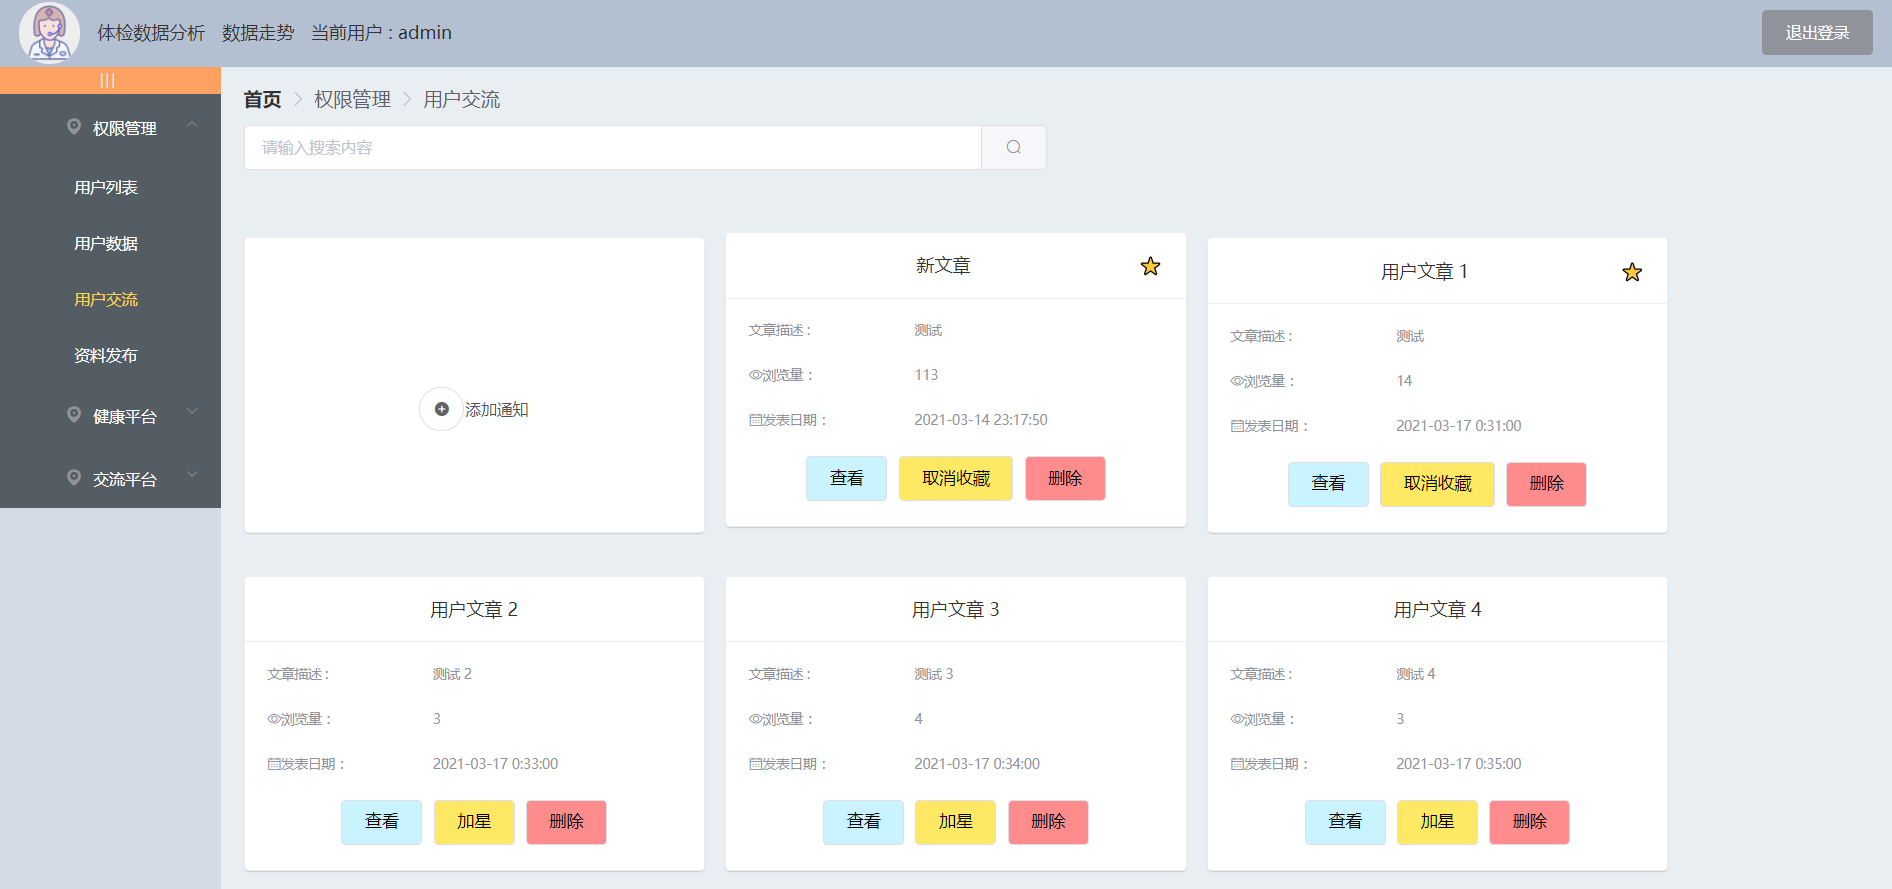 体检数据分析 数据走势 当前用户 : admin
退出登录
|||
权限管理
用户列表
用户数据
用户交流
资料发布
健康平台
交流平台
首页 > 权限管理 > 用户交流
请输入搜索内容
添加通知
新文章
文章描述 : 测试
浏览量 : 113
发表日期 : 2021-03-14 23:17:50
查看 取消收藏 删除
用户文章 1
文章描述 : 测试
浏览量 : 14
发表日期 : 2021-03-17 0:31:00
查看 取消收藏 删除
用户文章 2
文章描述 : 测试 2
浏览量 : 3
发表日期 : 2021-03-17 0:33:00
查看 加星 删除
用户文章 3
文章描述 : 测试 3
浏览量 : 4
发表日期 : 2021-03-17 0:34:00
查看 加星 删除
用户文章 4
文章描述 : 测试 4
浏览量 : 3
发表日期 : 2021-03-17 0:35:00
查看 加星 删除